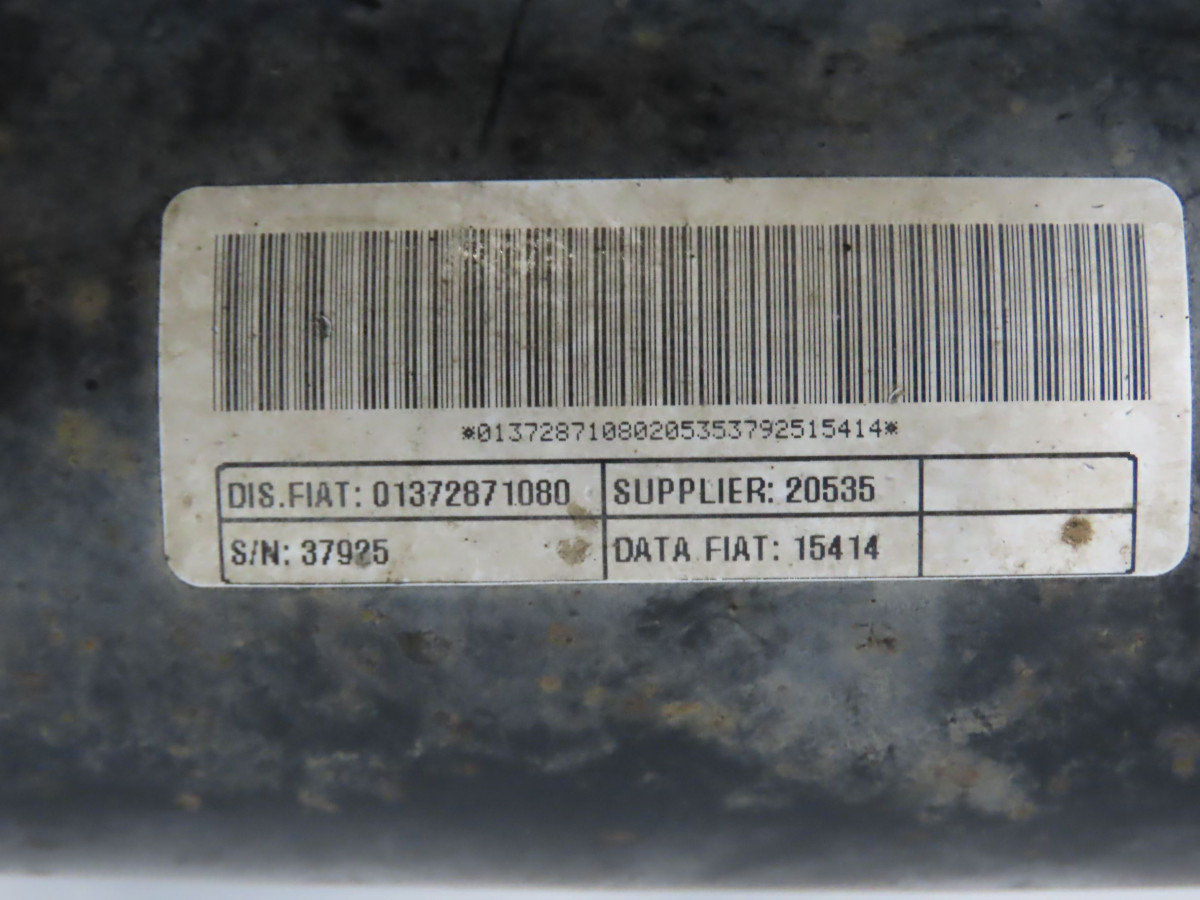 *01372871080205353792515414*
DIS.FIAT: 01372871080 SUPPLIER: 20535
S/N: 37925 DATA FIAT: 15414